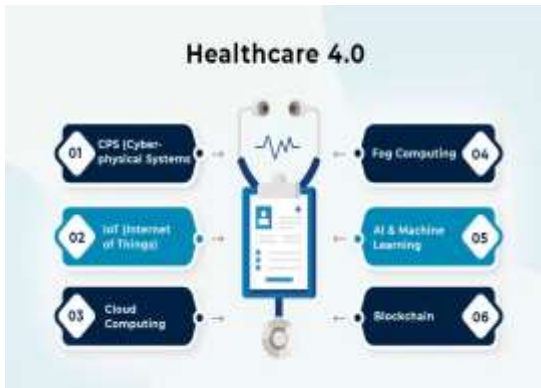 Healthcare 4.0
01
CPS (Cyber-
physical Systems
02
IoT (Internet
of Things)
03
Cloud
Computing
Fog Computing
04
AI & Machine
Learning
05
Blockchain
06